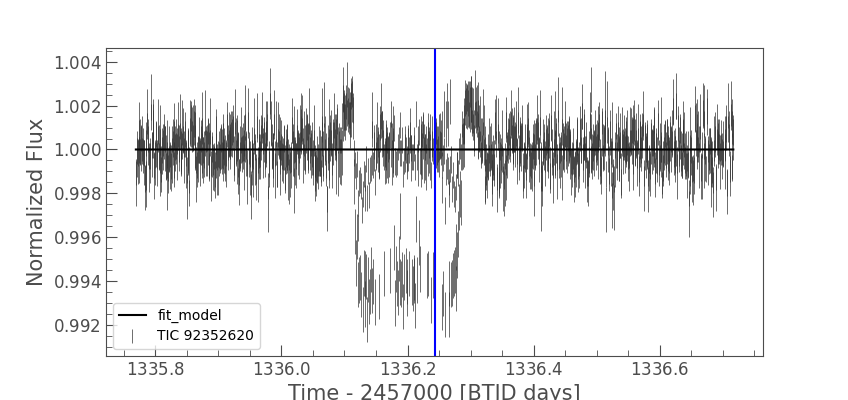 1.004
1.002
1.000
0.998
0.996
0.994
0.992
Normalized Flux
fit_model
TIC 92352620
1335.8 1336.0 1336.2 1336.4 1336.6
Time - 2457000 [BTJD days]